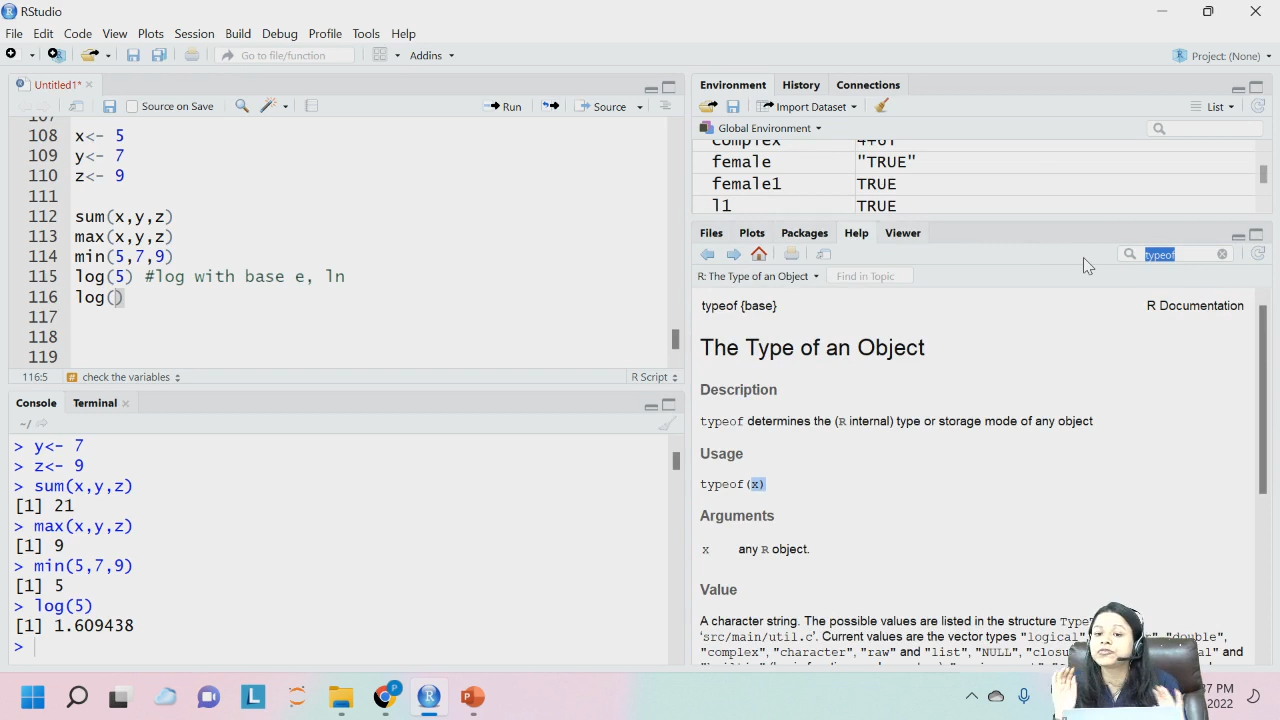 RStudio
File Edit Code View Plots Session Build Debug Profile Tools Help
Go to file/function Addins Project: (None)
Untitled1*
Source on Save Run Source
108 x<- 5
109 y<- 7
110 z<- 9
111
112 sum(x,y,z)
113 max(x,y,z)
114 min(5,7,9)
115 log(5) #log with base e, ln
116 log()
117
118
119
116:5 # check the variables R Script
Console Terminal
~/
> y<- 7
> z<- 9
> sum(x,y,z)
[1] 21
> max(x,y,z)
[1] 9
> min(5,7,9)
[1] 5
> log(5)
[1] 1.609438
>
Environment History Connections
Import Dataset List
Global Environment
complex 4+6i
female "TRUE"
female1 TRUE
l1 TRUE
Files Plots Packages Help Viewer
typeof
R: The Type of an Object Find in Topic
typeof {base} R Documentation
The Type of an Object
Description
typeof determines the (R internal) type or storage mode of any object
Usage
typeof(x)
Arguments
x any R object.
Value
A character string. The possible values are listed in the structure
'src/main/util.c'. Current values are the vector types "logical", "double",
"complex", "character", "raw" and "list", "NULL", and
2022